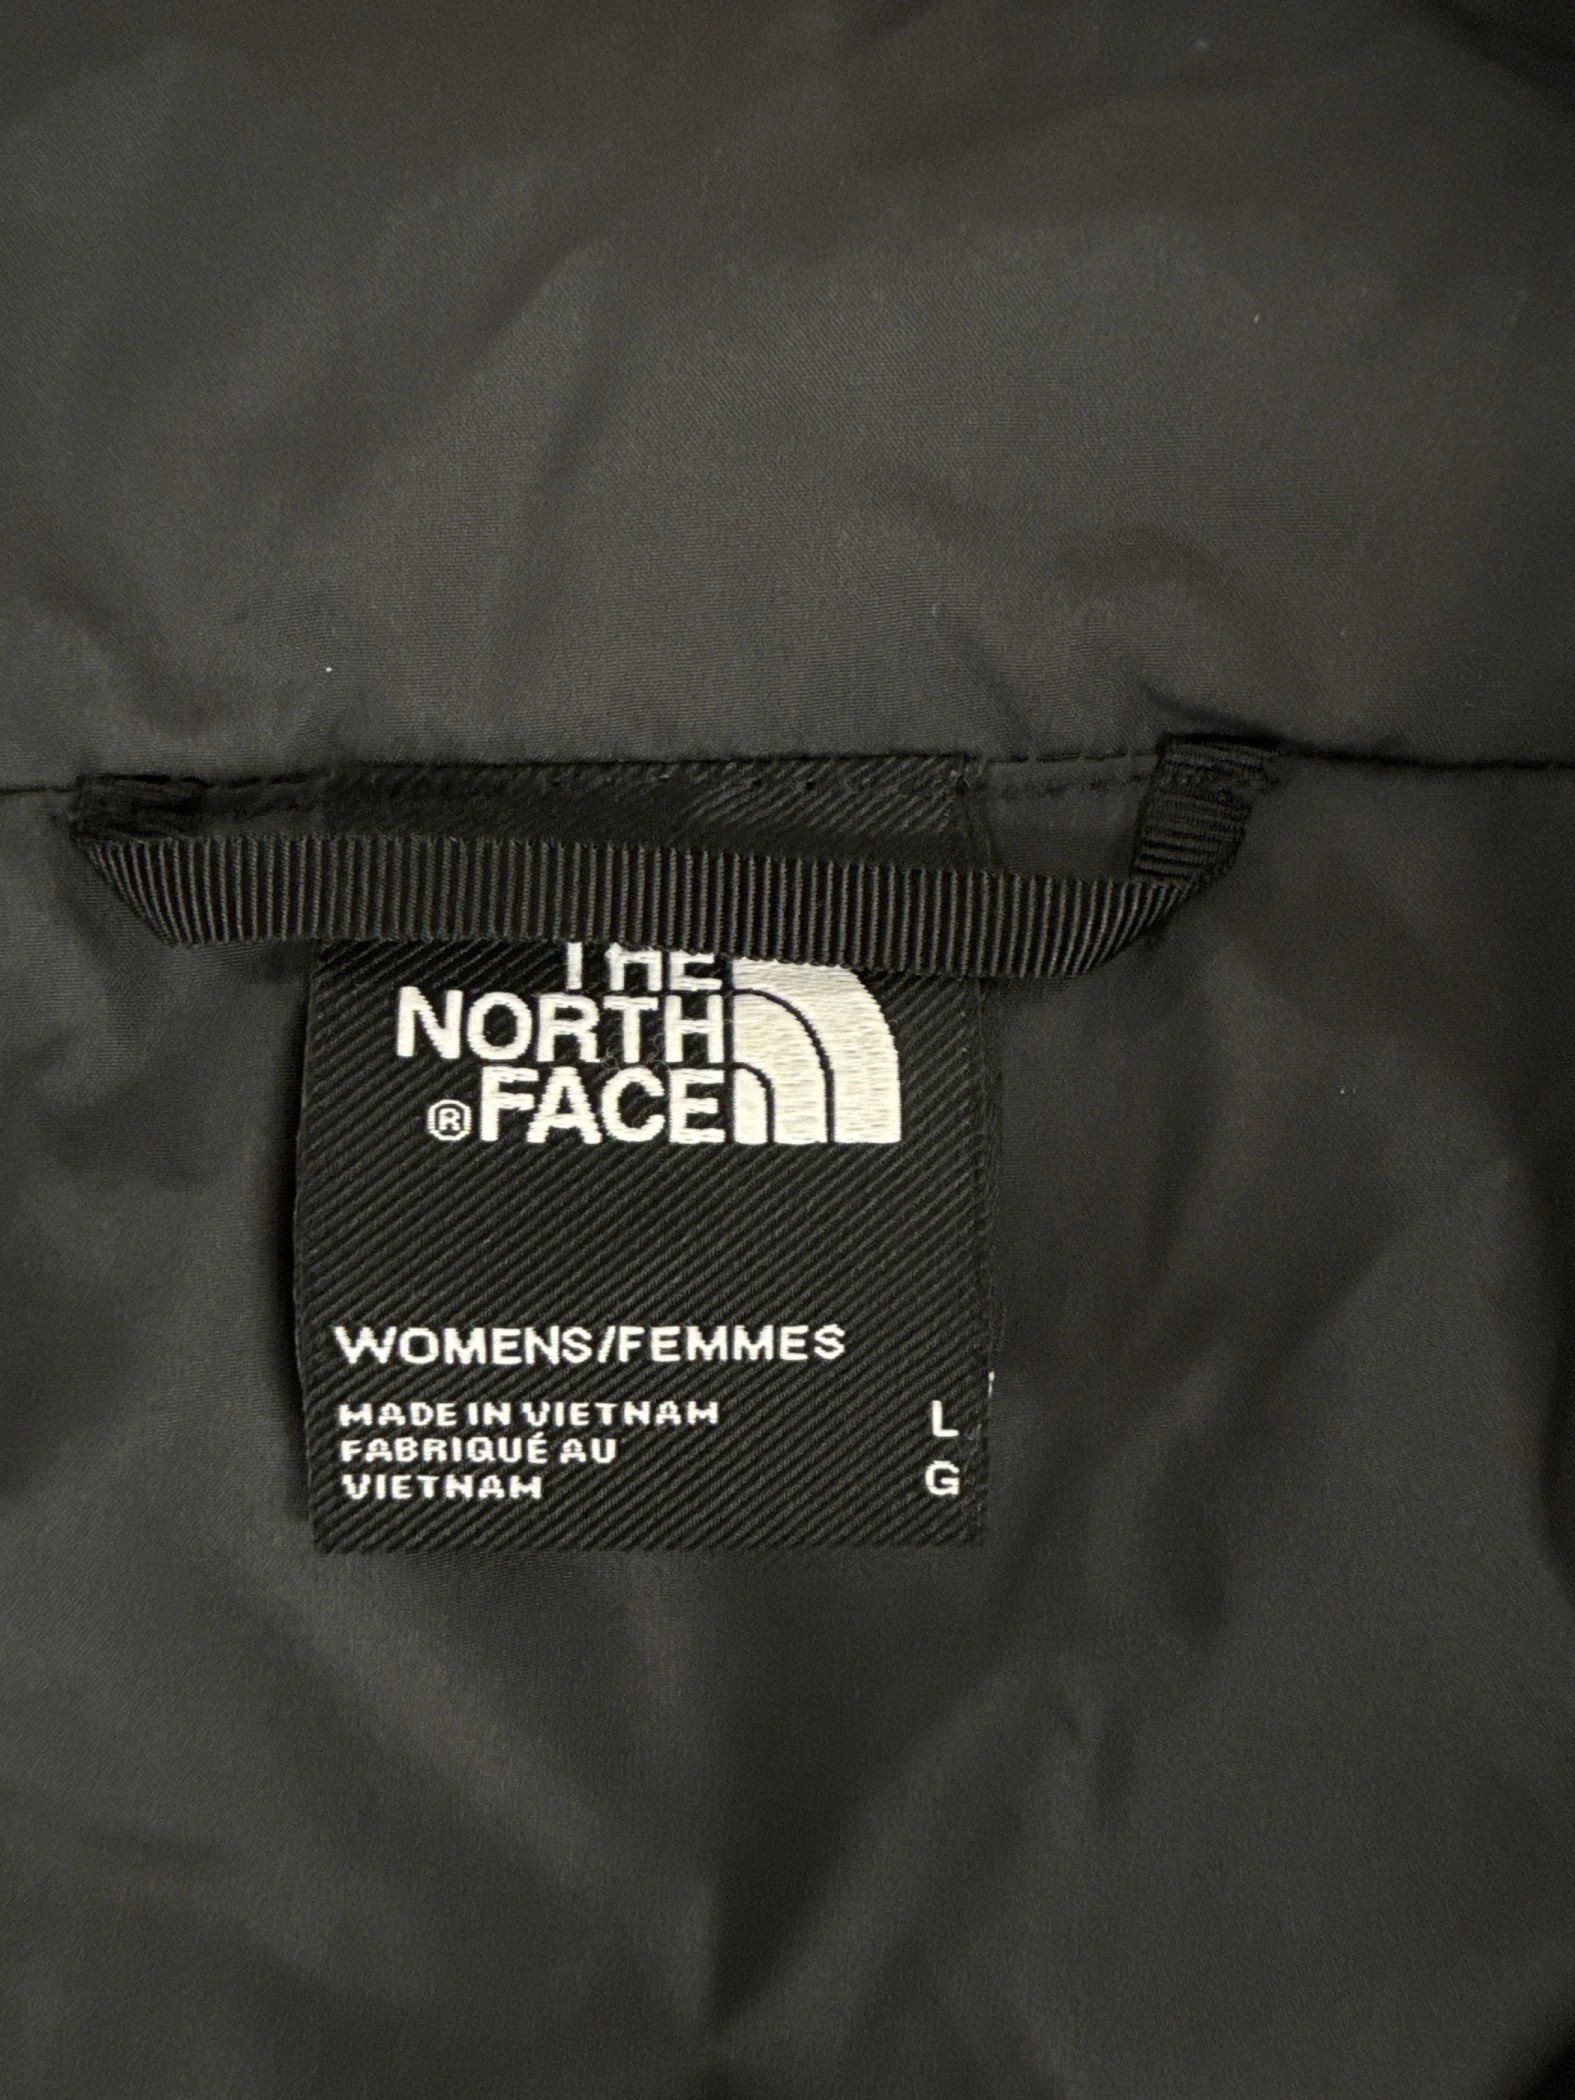 THE
NORTH
® FACE
WOMENS/FEMMES
MADE IN VIETNAM
FABRIQUÉ AU
VIETNAM
L
G